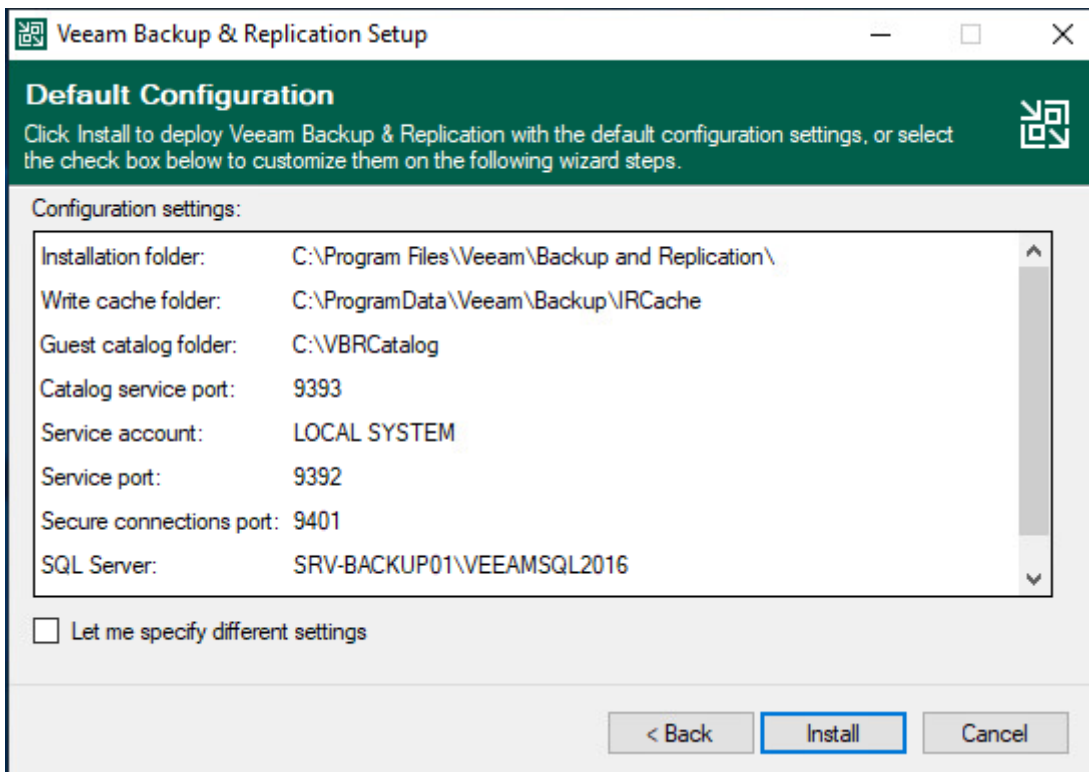 Veeam Backup & Replication Setup
Default Configuration
Click Install to deploy Veeam Backup & Replication with the default configuration settings, or select
the check box below to customize them on the following wizard steps.
Configuration settings:
Installation folder: C:\Program Files\Veeam\Backup and Replication\
Write cache folder: C:\ProgramData\Veeam\Backup\IRCache
Guest catalog folder: C:\VBRCatalog
Catalog service port: 9393
Service account: LOCAL SYSTEM
Service port: 9392
Secure connections port: 9401
SQL Server: SRV-BACKUP01\VEEAMSQL2016
Let me specify different settings
< Back Install Cancel